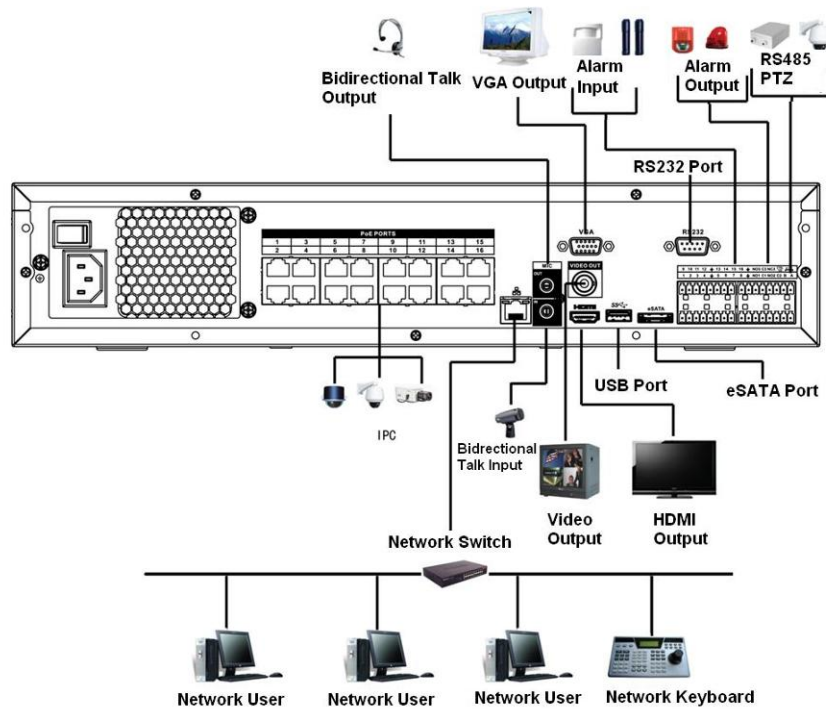 Bidirectional Talk
Output
VGA Output
Alarm
Input
Alarm
Output
RS485
PTZ
RS232 Port
PoE PORTS
1 3 5 7 9 11 13 15
2 4 6 8 10 12 14 16
MIC
OUT
VGA
VIDEO OUT
HDMI
RS232
eSATA
IPC
Bidrectional
Talk Input
USB Port
eSATA Port
Video
Output
HDMI
Output
Network Switch
Network User
Network User
Network User
Network Keyboard